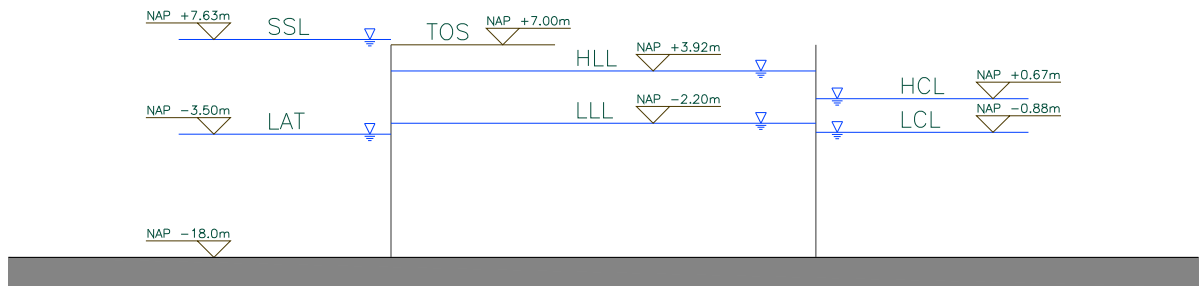 NAP +7.63m
SSL
TOS
NAP +7.00m
HLL
NAP +3.92m
HCL
NAP +0.67m
NAP −3.50m
LAT
LLL
NAP −2.20m
LCL
NAP −0.88m
NAP −18.0m